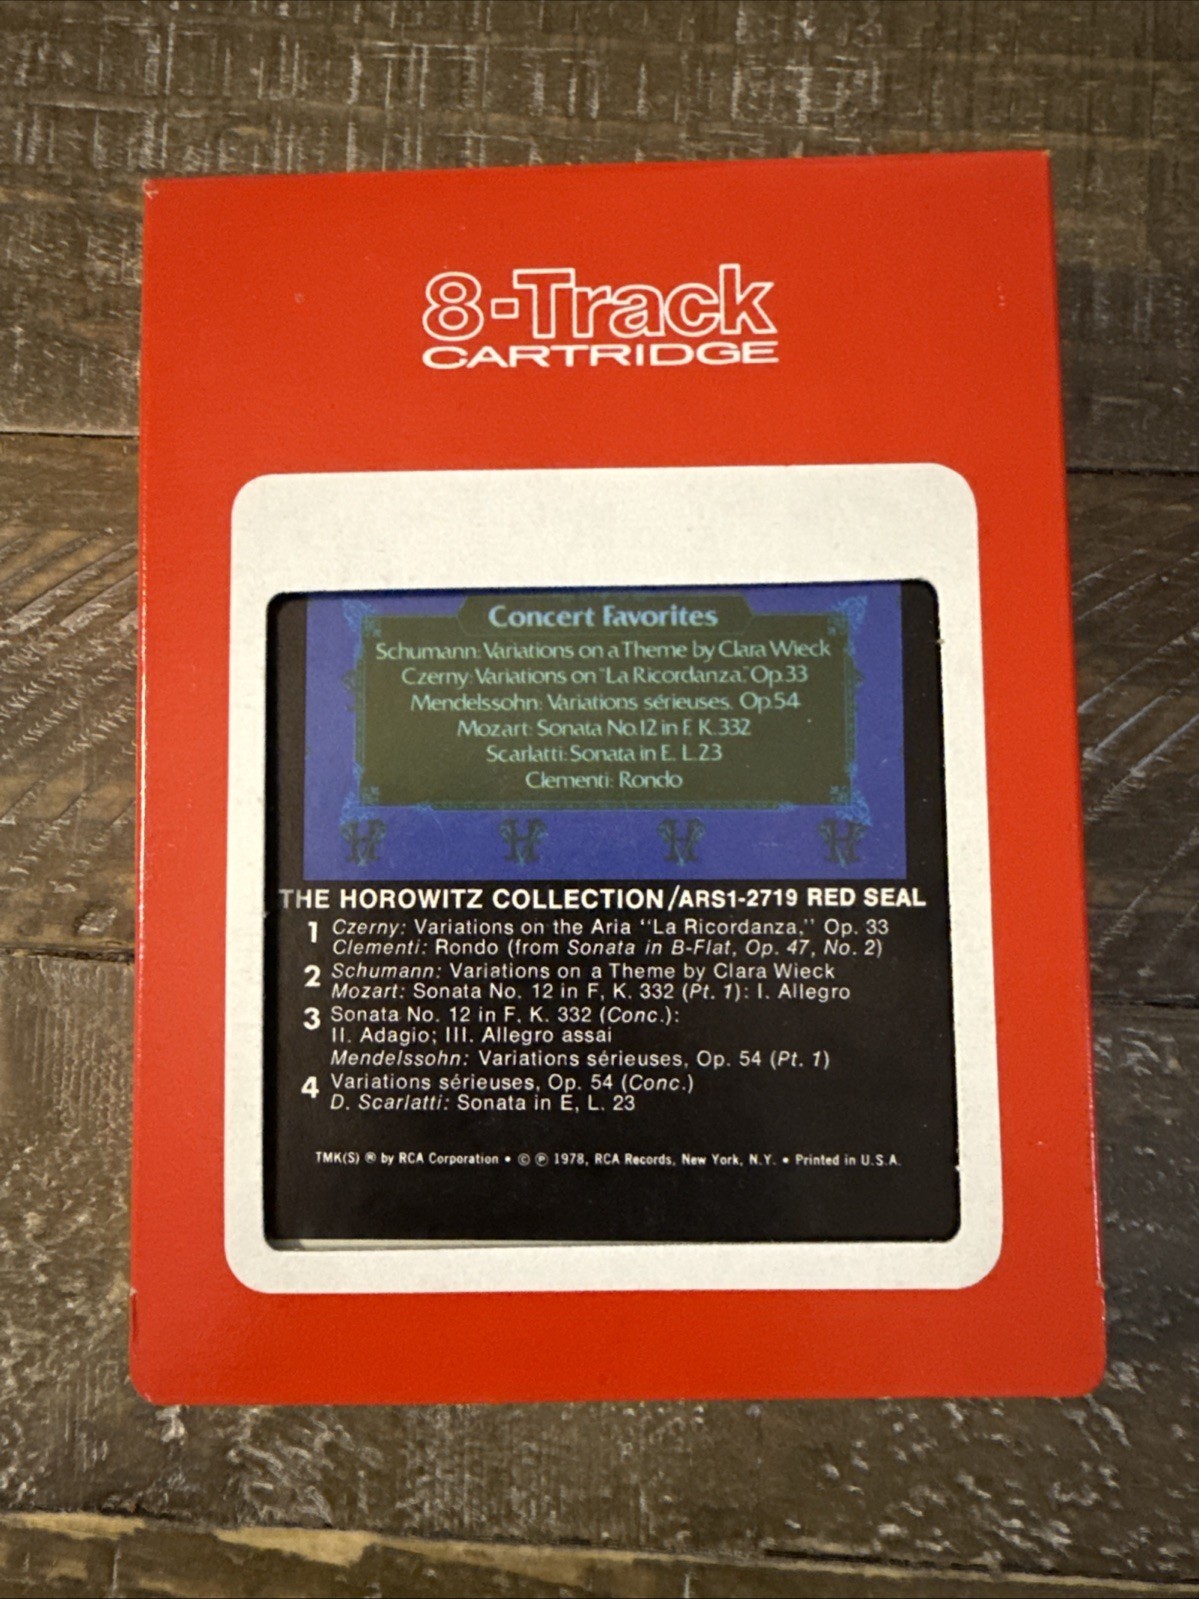 8-Track
CARTRIDGE
Concert Favorites
Schumann: Variations on a Theme by Clara Wieck
Czerny: Variations on "La Ricordanza," Op. 33
Mendelssohn: Variations sérieuses, Op. 54
Mozart: Sonata No. 12 in F, K. 332
Scarlatti: Sonata in E, L. 23
Clementi: Rondo
H H H H
THE HOROWITZ COLLECTION/ARS1-2719 RED SEAL
1 Czerny: Variations on the Aria "La Ricordanza," Op. 33
Clementi: Rondo (from Sonata in B-Flat, Op. 47, No. 2)
2 Schumann: Variations on a Theme by Clara Wieck
Mozart: Sonata No. 12 in F, K. 332 (Pt. 1): I. Allegro
3 Sonata No. 12 in F, K. 332 (Conc.):
II. Adagio; III. Allegro assai
Mendelssohn: Variations sérieuses, Op. 54 (Pt. 1)
4 Variations sérieuses, Op. 54 (Conc.)
D. Scarlatti: Sonata in E, L. 23
TMK(S) ® by RCA Corporation • © ℗ 1978, RCA Records, New York, N.Y. • Printed in U.S.A.